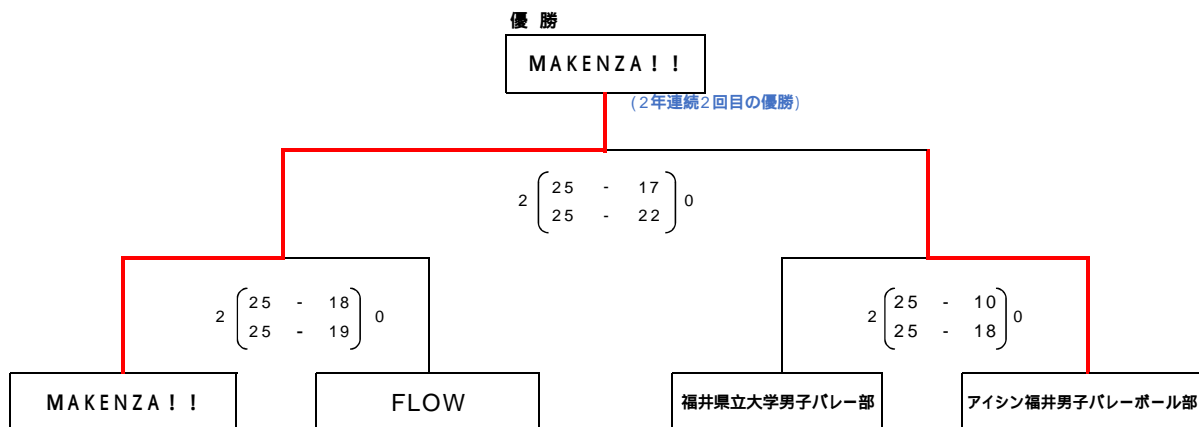 優 勝
MAKENZA！！
(2年連続2回目の優勝)
2 25 - 17 0
25 - 22
2 25 - 18 0
25 - 19
2 25 - 10 0
25 - 18
MAKENZA！！
FLOW
福井県立大学男子バレー部
アイシン福井男子バレーボール部